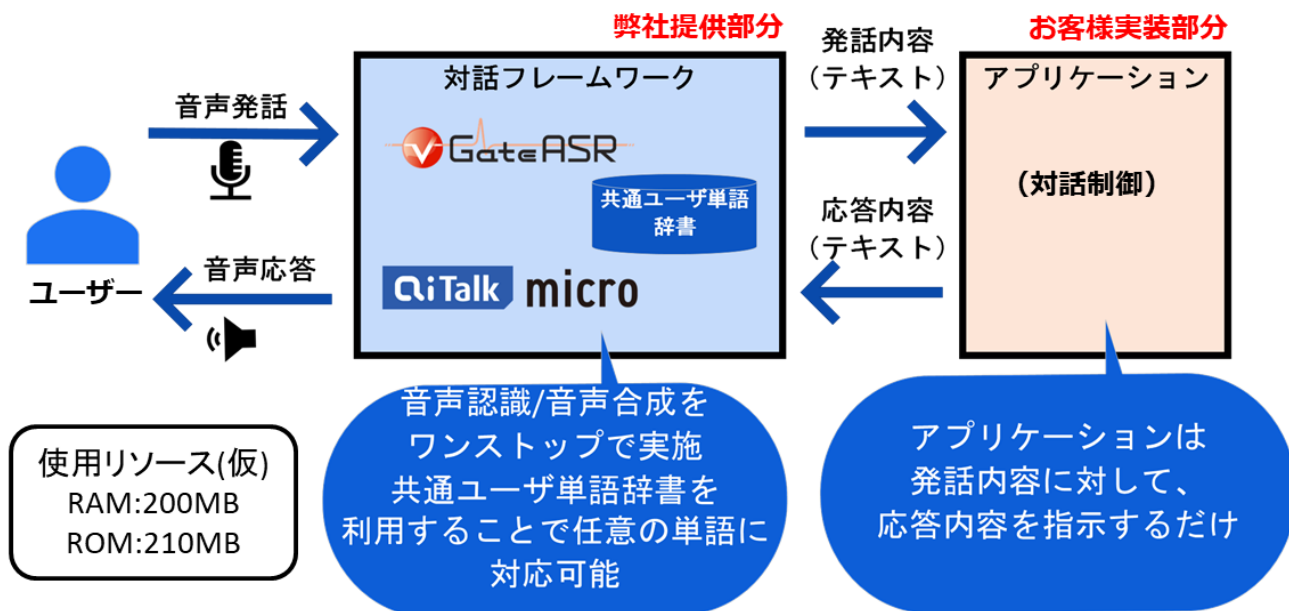 弊社提供部分
お客様実装部分
対話フレームワーク
発話内容
(テキスト)
アプリケーション
音声発話
vGateASR
共通ユーザ単語
辞書
(対話制御)
応答内容
(テキスト)
音声応答
ユーザー
AiTalk micro
音声認識/音声合成を
ワンストップで実施
共通ユーザ単語辞書を
利用することで任意の単語に
対応可能
アプリケーションは
発話内容に対して、
応答内容を指示するだけ
使用リソース(仮)
RAM:200MB
ROM:210MB